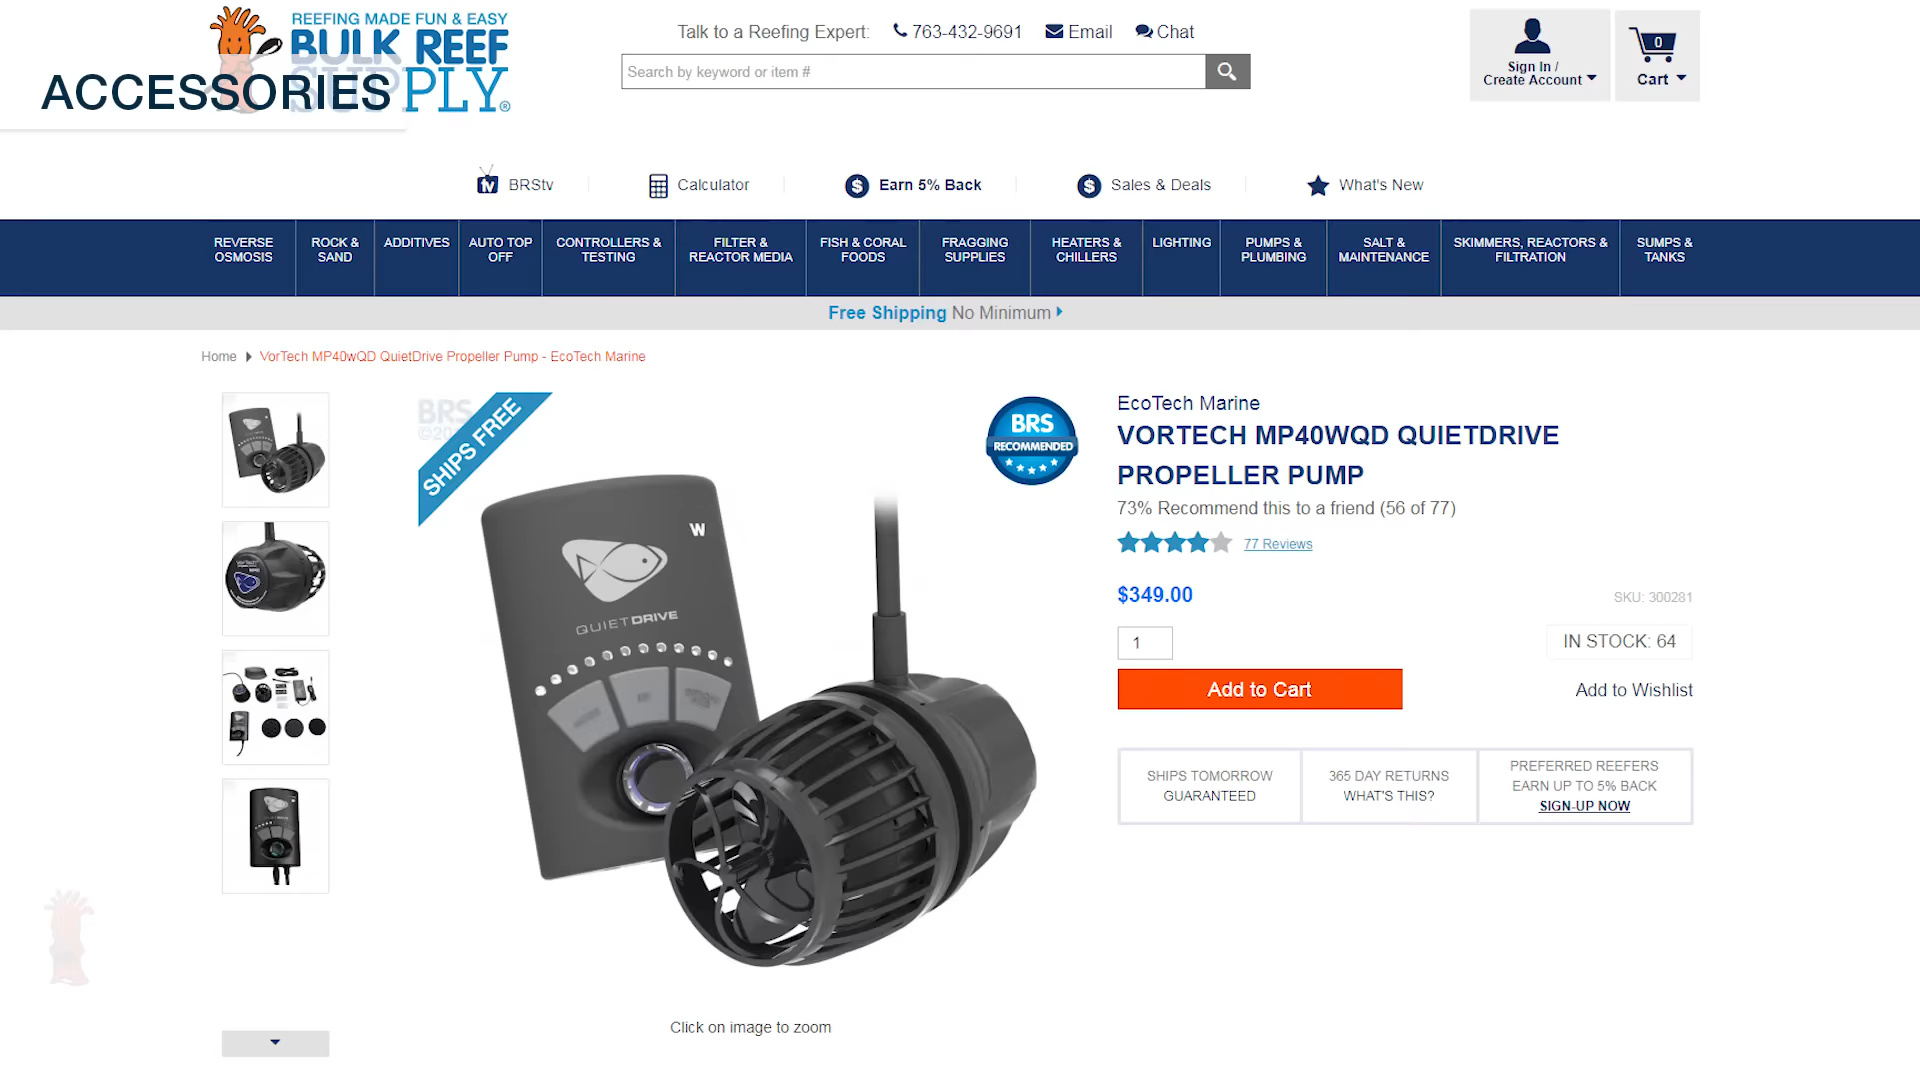 REEFING MADE FUN & EASY
BULK REEF
SUPPLY®
ACCESSORIES
Talk to a Reefing Expert: 763-432-9691 Email Chat
Search by keyword or item #
Sign In /
Create Account
0
Cart
BRStv
Calculator
Earn 5% Back
Sales & Deals
What's New
REVERSE
OSMOSIS
ROCK &
SAND
ADDITIVES
AUTO TOP
OFF
CONTROLLERS &
TESTING
FILTER &
REACTOR MEDIA
FISH & CORAL
FOODS
FRAGGING
SUPPLIES
HEATERS &
CHILLERS
LIGHTING
PUMPS &
PLUMBING
SALT &
MAINTENANCE
SKIMMERS, REACTORS &
FILTRATION
SUMPS &
TANKS
Free Shipping No Minimum
Home VorTech MP40wQD QuietDrive Propeller Pump - EcoTech Marine
BRS
SHIPS FREE
W
QUIETDRIVE
BRS
RECOMMENDED
EcoTech Marine
VORTECH MP40WQD QUIETDRIVE
PROPELLER PUMP
73% Recommend this to a friend (56 of 77)
77 Reviews
$349.00
SKU: 300281
1
IN STOCK: 64
Add to Cart
Add to Wishlist
SHIPS TOMORROW
GUARANTEED
365 DAY RETURNS
WHAT'S THIS?
PREFERRED REEFERS
EARN UP TO 5% BACK
SIGN-UP NOW
Click on image to zoom